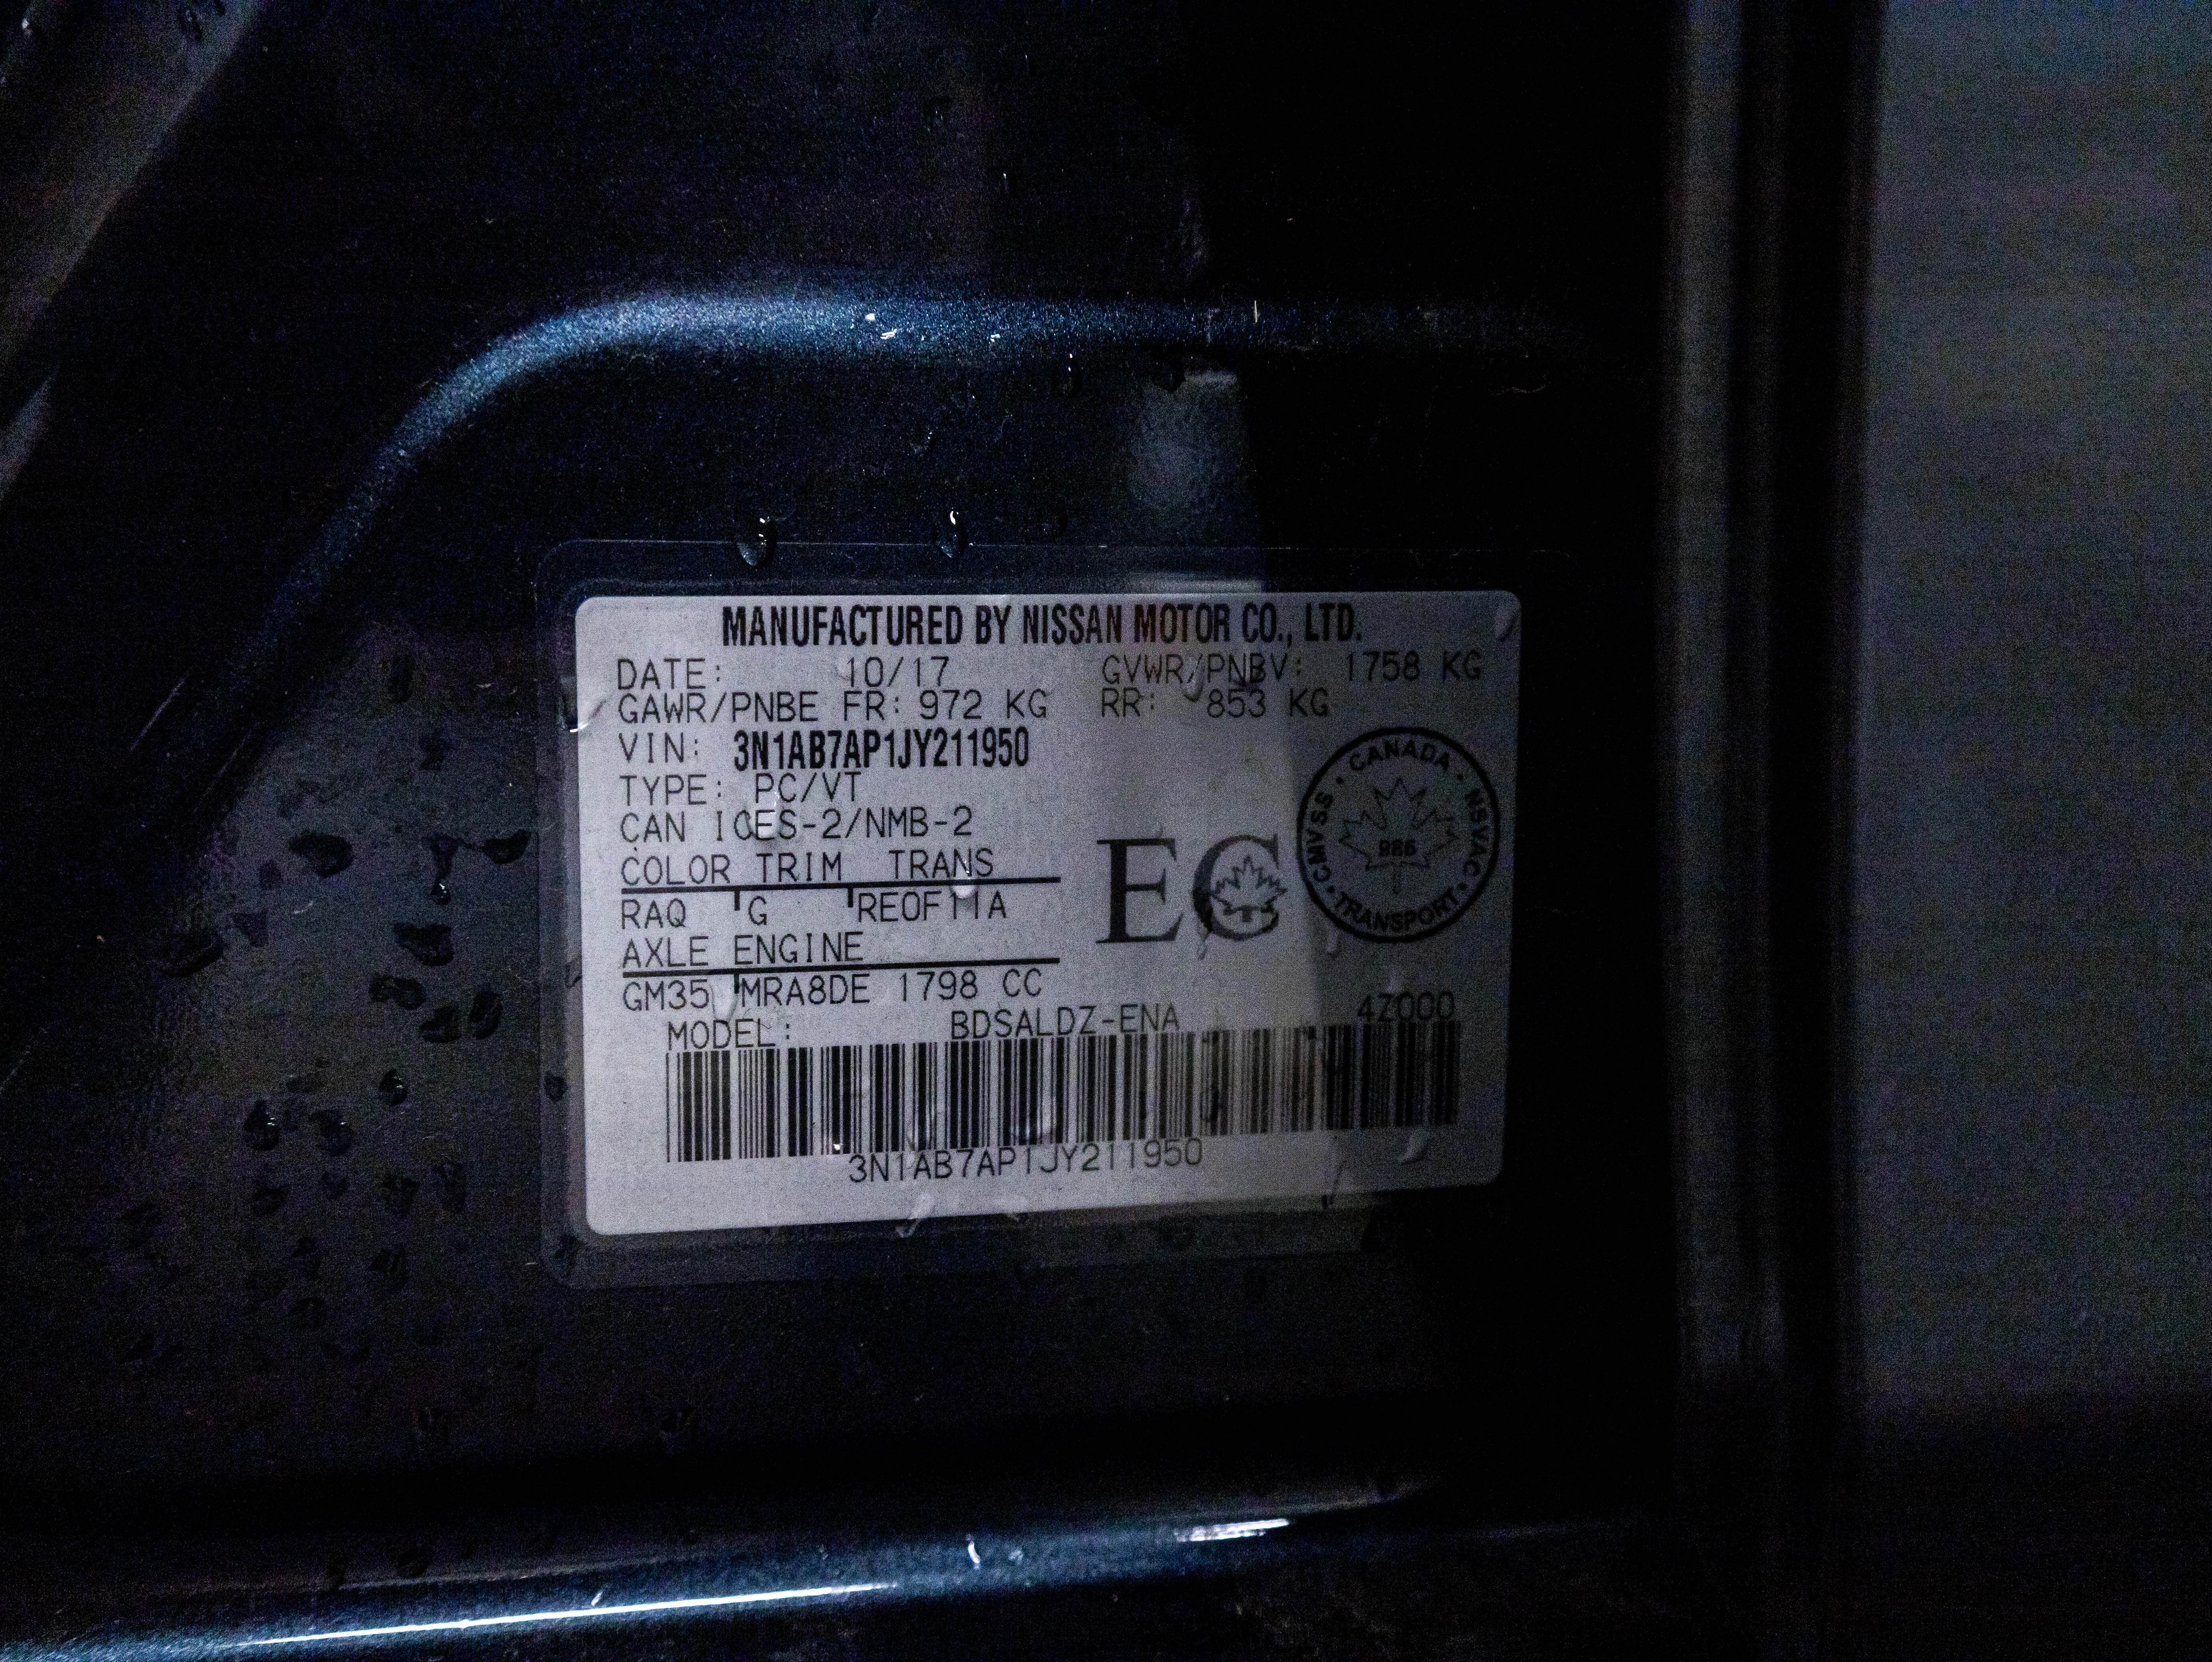 MANUFACTURED BY NISSAN MOTOR CO., LTD.
DATE: 10/17 GVWR/PNBV: 1758 KG
GAWR/PNBE FR: 972 KG RR: 853 KG
VIN: 3N1AB7AP1JY211950
TYPE: PC/VT
CAN ICES-2/NMB-2
COLOR TRIM TRANS
RAQ G RE0F11A
AXLE ENGINE
GM35 MRA8DE 1798 CC
EC
CANADA · NSVAC · TRANSPORT · CMVSS ·
986
MODEL: BDSALDZ-ENA 4Z000
3N1AB7AP1JY211950